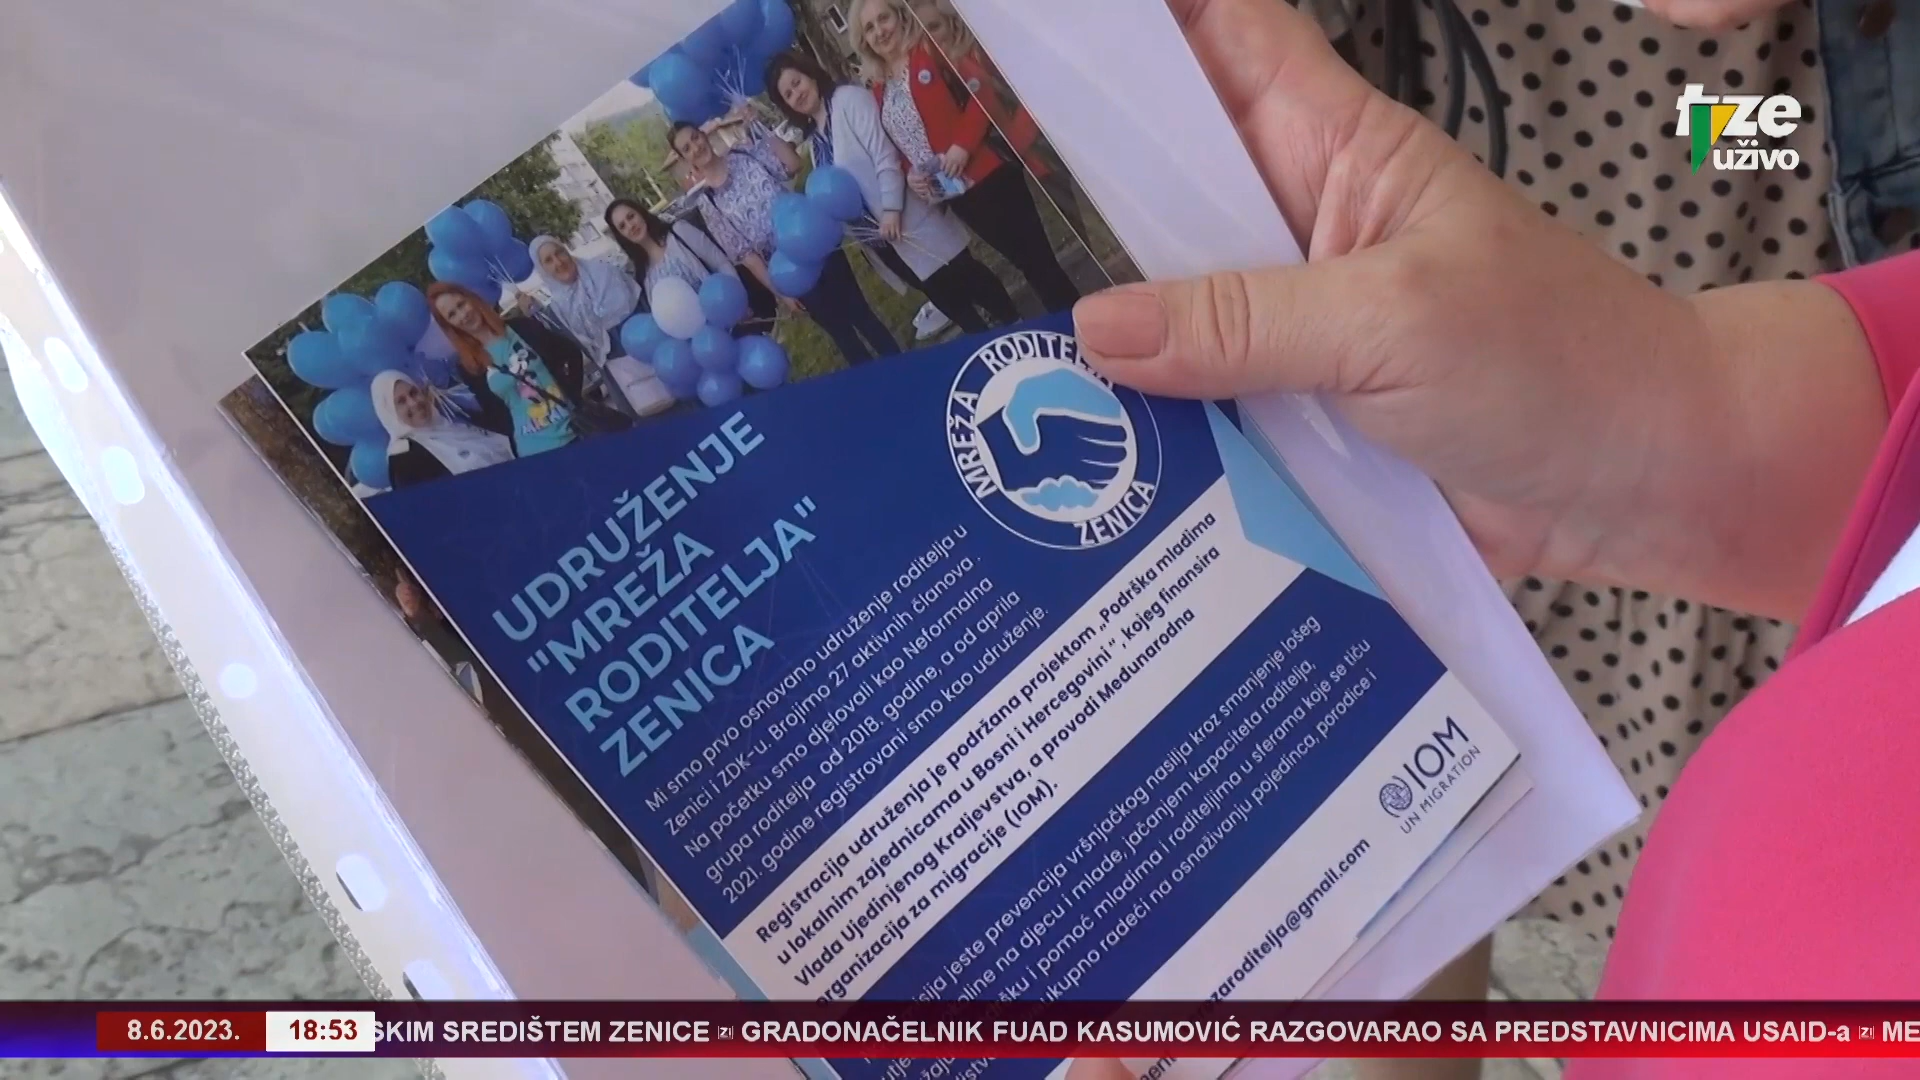 tvze
uživo
MREŽA RODITELJ
ZENICA
UDRUŽENJE
"MREŽA
RODITELJA"
ZENICA
Mi smo prvo osnovano udruženje roditelja u
Zenici i ZDK-u. Brojimo 27 aktivnih članova .
Na početku smo djelovali kao Neformalna
grupa roditelja od 2018. godine, a od aprila
2021. godine registrovani smo kao udruženje.
Registracija udruženja je podržana projektom „Podrška mladima
u lokalnim zajednicama u Bosni i Hercegovini ", kojeg finansira
Vlada Ujedinjenog Kraljevstva, a provodi Međunarodna
organizacija za migracije (IOM).
jeste prevencija vršnjačkog nasilja kroz smanjenje lošeg
na djecu i mlade, jačanjem kapaciteta roditelja,
i pomoć mladima i roditeljima u sferama koje se tiču
ukupno radeći na osnaživanju pojedinca, porodice i
zaroditelja@gmail.com
IOM
UN MIGRATION
8.6.2023. 18:53 SKIM SREDIŠTEM ZENICE GRADONAČELNIK FUAD KASUMOVIĆ RAZGOVARAO SA PREDSTAVNICIMA USAID-a ME